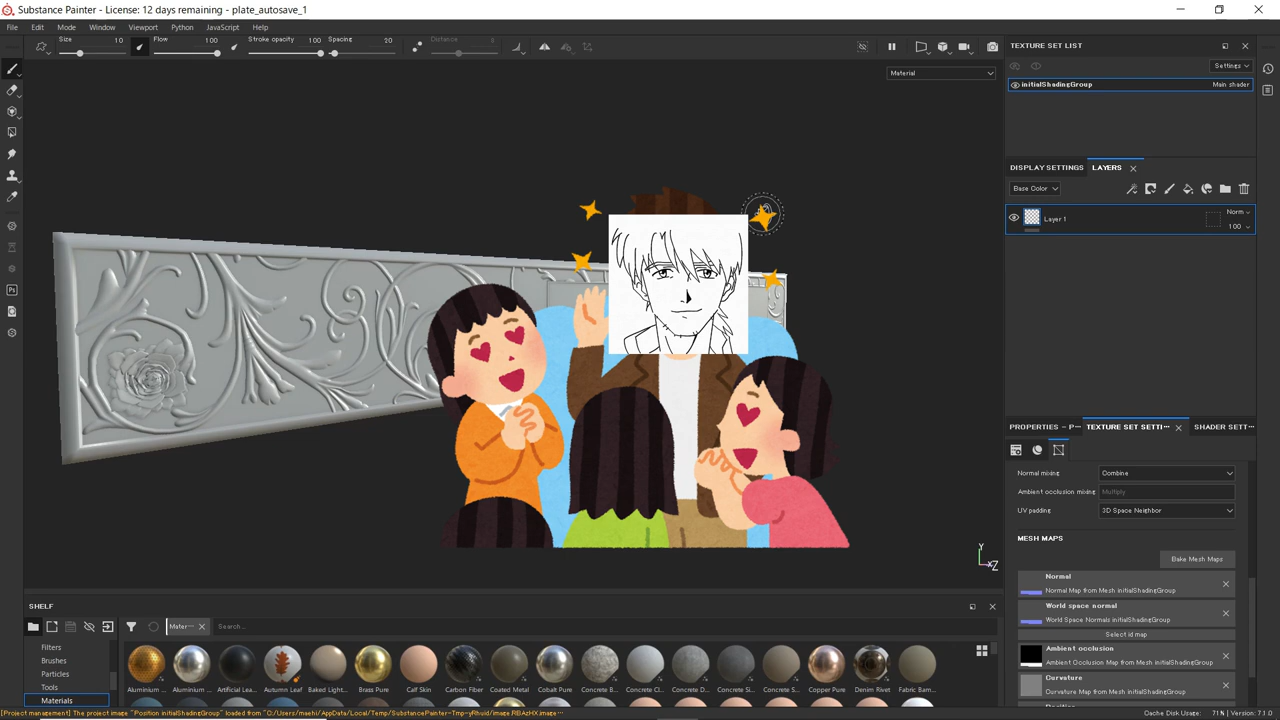 Substance Painter - License: 12 days remaining - plate_autosave_1
File Edit Mode Window Viewport Python JavaScript Help
Size 10 Flow 100 Stroke opacity 100 Spacing 20 Distance
Material
TEXTURE SET LIST
Settings
initialShadingGroup Main shader
DISPLAY SETTINGS LAYERS
Base Color
Layer 1 Norm
100
PROPERTIES - P··· TEXTURE SET SETTI··· SHADER SETT···
Normal mixing Combine
Ambient occlusion mixing Multiply
UV padding 3D Space Neighbor
MESH MAPS
Bake Mesh Maps
Normal
Normal Map from Mesh initialShadingGroup
World space normal
World Space Normals initialShadingGroup
Select id map
Ambient occlusion
Ambient Occlusion Map from Mesh initialShadingGroup
Curvature
Curvature Map from Mesh initialShadingGroup
Y
Z
SHELF
Mater··· Search...
Filters
Brushes
Particles
Tools
Materials
Aluminium ... Aluminium ... Artificial Lea... Autumn Leaf Baked Light... Brass Pure Calf Skin Carbon Fiber Coated Metal Cobalt Pure Concrete B... Concrete Cl... Concrete D... Concrete Si... Concrete S... Copper Pure Denim Rivet Fabric Bam...
Cache Disk Usage: 71% | Version: 7.1.0